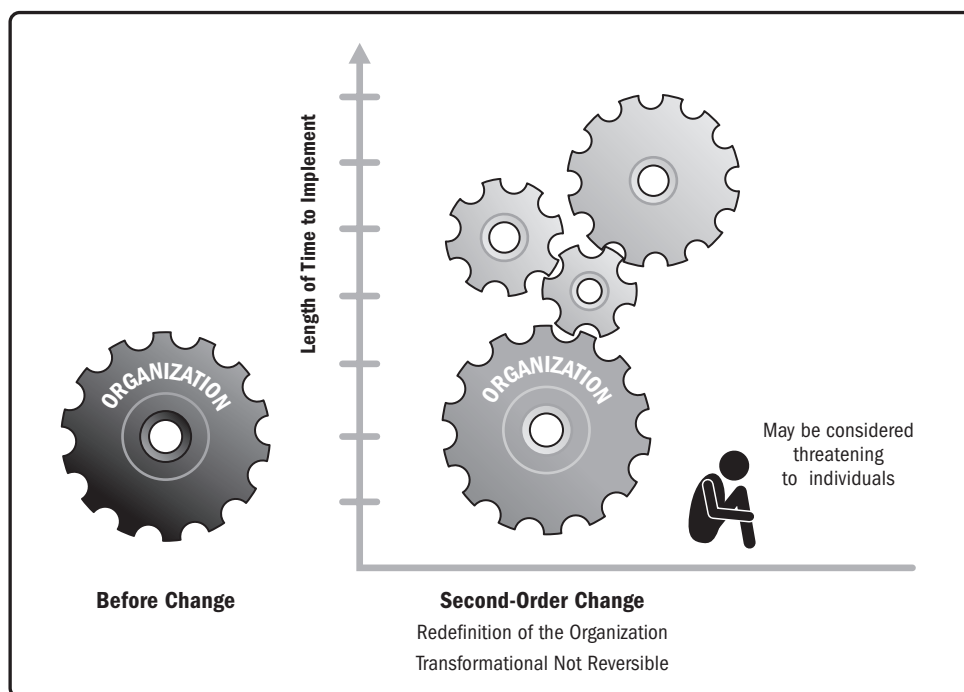 Length of Time to Implement
ORGANIZATION
ORGANIZATION
May be considered
threatening
to individuals
Before Change
Second-Order Change
Redefinition of the Organization
Transformational Not Reversible